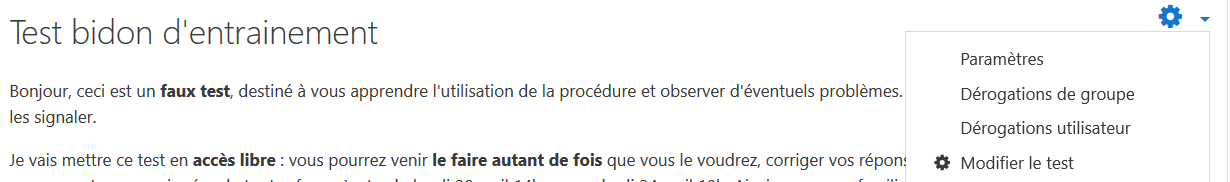 Test bidon d'entrainement
Bonjour, ceci est un faux test, destiné à vous apprendre l'utilisation de la procédure et observer d'éventuels problèmes.
les signaler.
Je vais mettre ce test en accès libre : vous pourrez venir le faire autant de fois que vous le voudrez, corriger vos
Paramètres
Dérogations de groupe
Dérogations utilisateur
Modifier le test